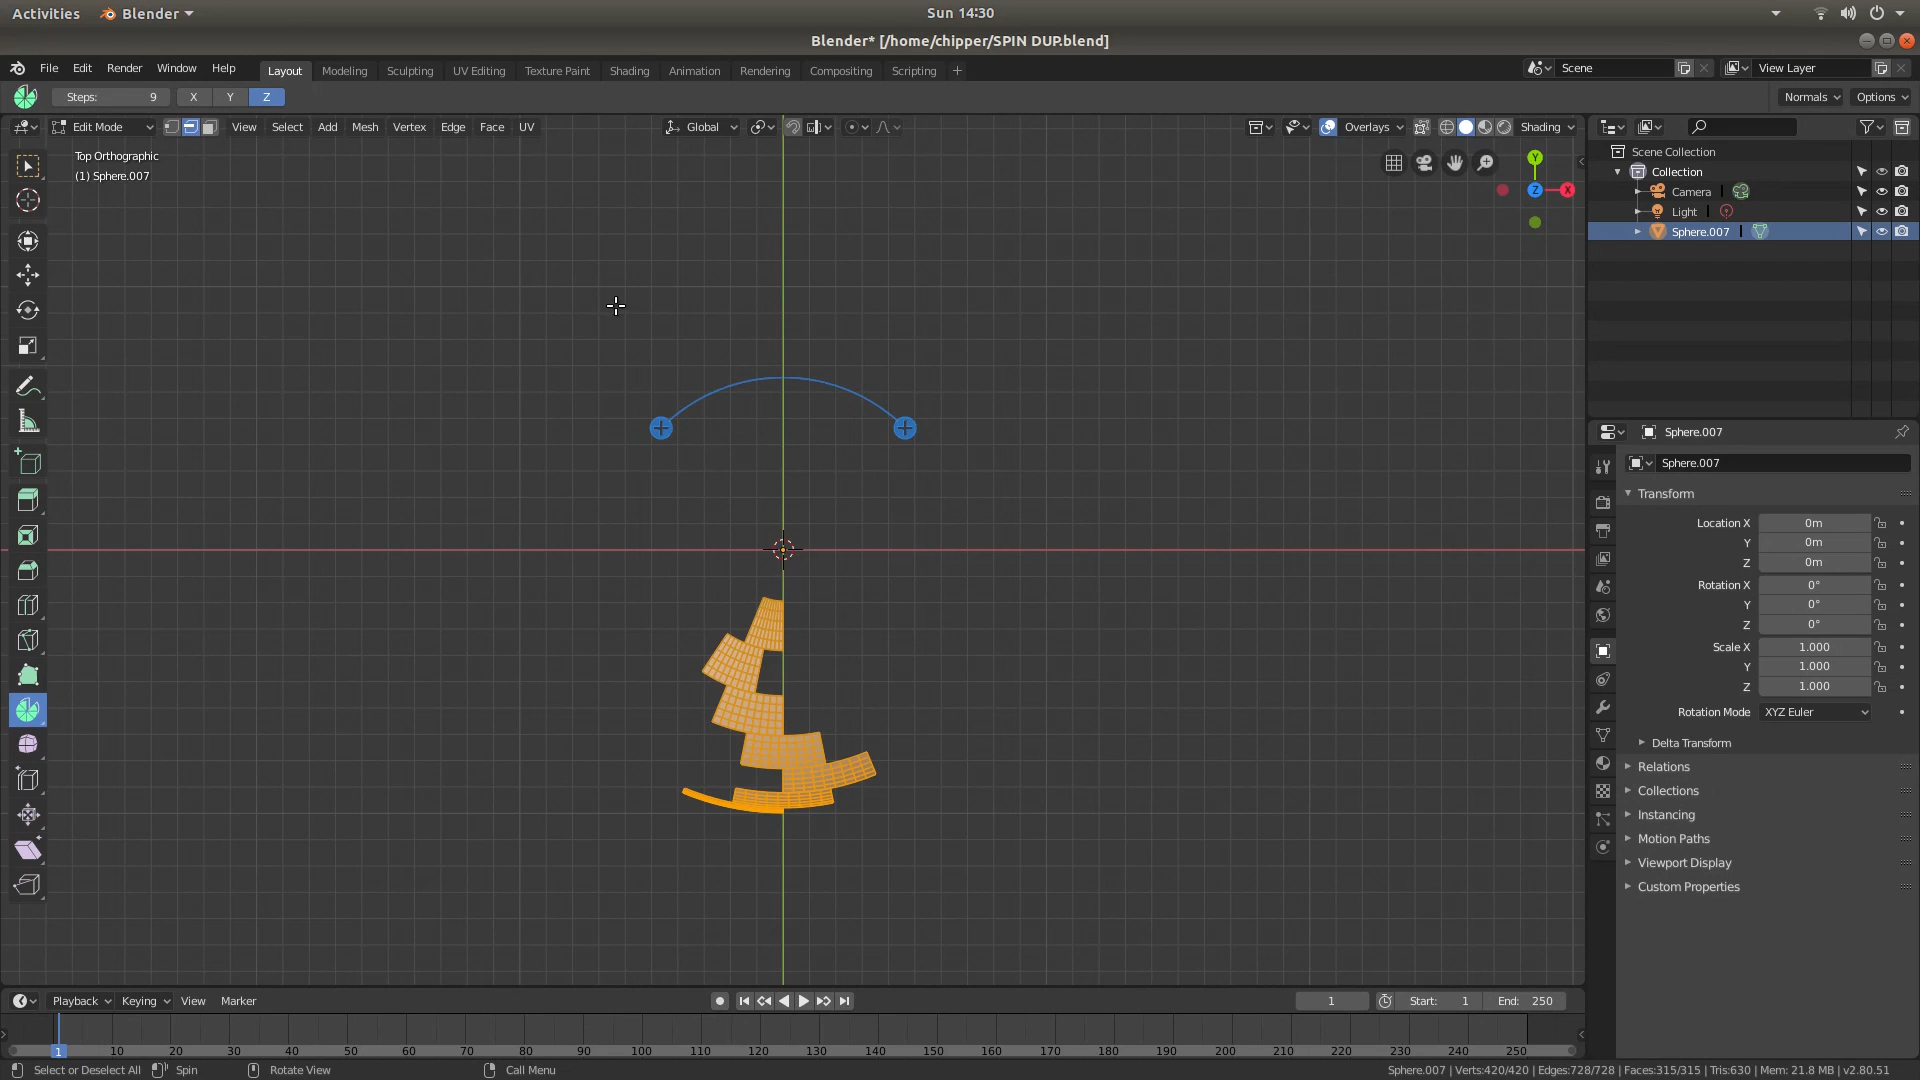 Activities Blender Sun 14:30
Blender* [/home/chipper/SPIN DUP.blend]
File Edit Render Window Help Layout Modeling Sculpting UV Editing Texture Paint Shading Animation Rendering Compositing Scripting + Scene View Layer
Steps: 9 X Y Z Normals Options
Edit Mode View Select Add Mesh Vertex Edge Face UV Global Overlays Shading
Top Orthographic
(1) Sphere.007
Y
Z
X
Scene Collection
Collection
Camera
Light
Sphere.007
Sphere.007
Sphere.007
Transform
Location X 0m
Y 0m
Z 0m
Rotation X 0°
Y 0°
Z 0°
Scale X 1.000
Y 1.000
Z 1.000
Rotation Mode XYZ Euler
Delta Transform
Relations
Collections
Instancing
Motion Paths
Viewport Display
Custom Properties
Playback Keying View Marker 1 Start: 1 End: 250
1 10 20 30 40 50 60 70 80 90 100 110 120 130 140 150 160 170 180 190 200 210 220 230 240 250
Select or Deselect All Spin Rotate View Call Menu Sphere.007 | Verts:420/420 | Edges:728/728 | Faces:315/315 | Tris:630 | Mem: 21.8 MB | v2.80.51